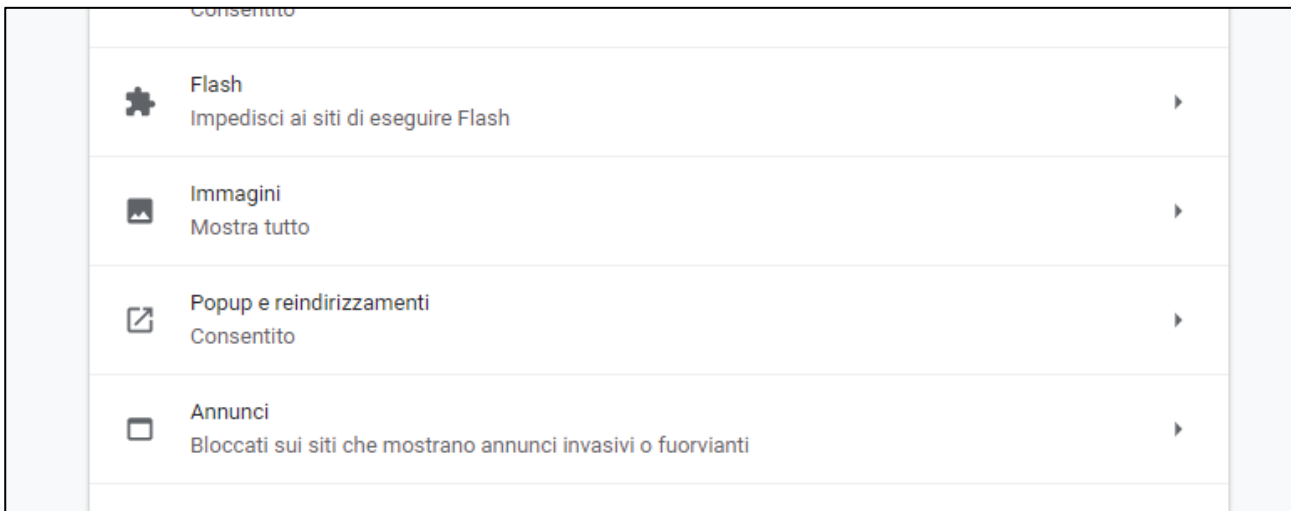 Consentito
Flash
Impedisci ai siti di eseguire Flash
Immagini
Mostra tutto
Popup e reindirizzamenti
Consentito
Annunci
Bloccati sui siti che mostrano annunci invasivi o fuorvianti